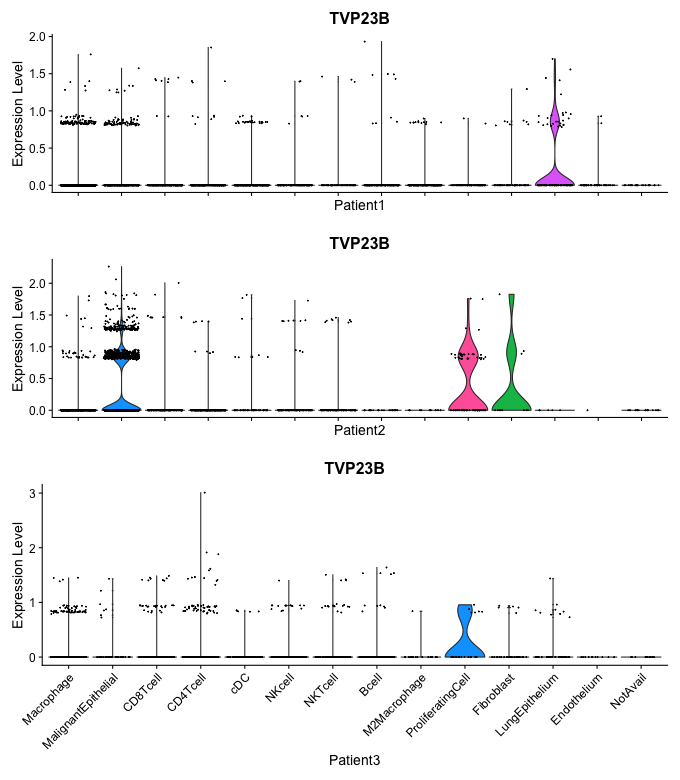 TVP23B
Expression Level
2.0
1.5
1.0
0.5
0.0
Patient1
TVP23B
Expression Level
2.0
1.5
1.0
0.5
0.0
Patient2
TVP23B
Expression Level
3
2
1
0
Macrophage
MalignantEpithelial
CD8Tcell
CD4Tcell
cDC
NKcell
NKTcell
Bcell
M2Macrophage
ProliferatingCell
Fibroblast
LungEpithelium
Endothelium
NotAvail
Patient3